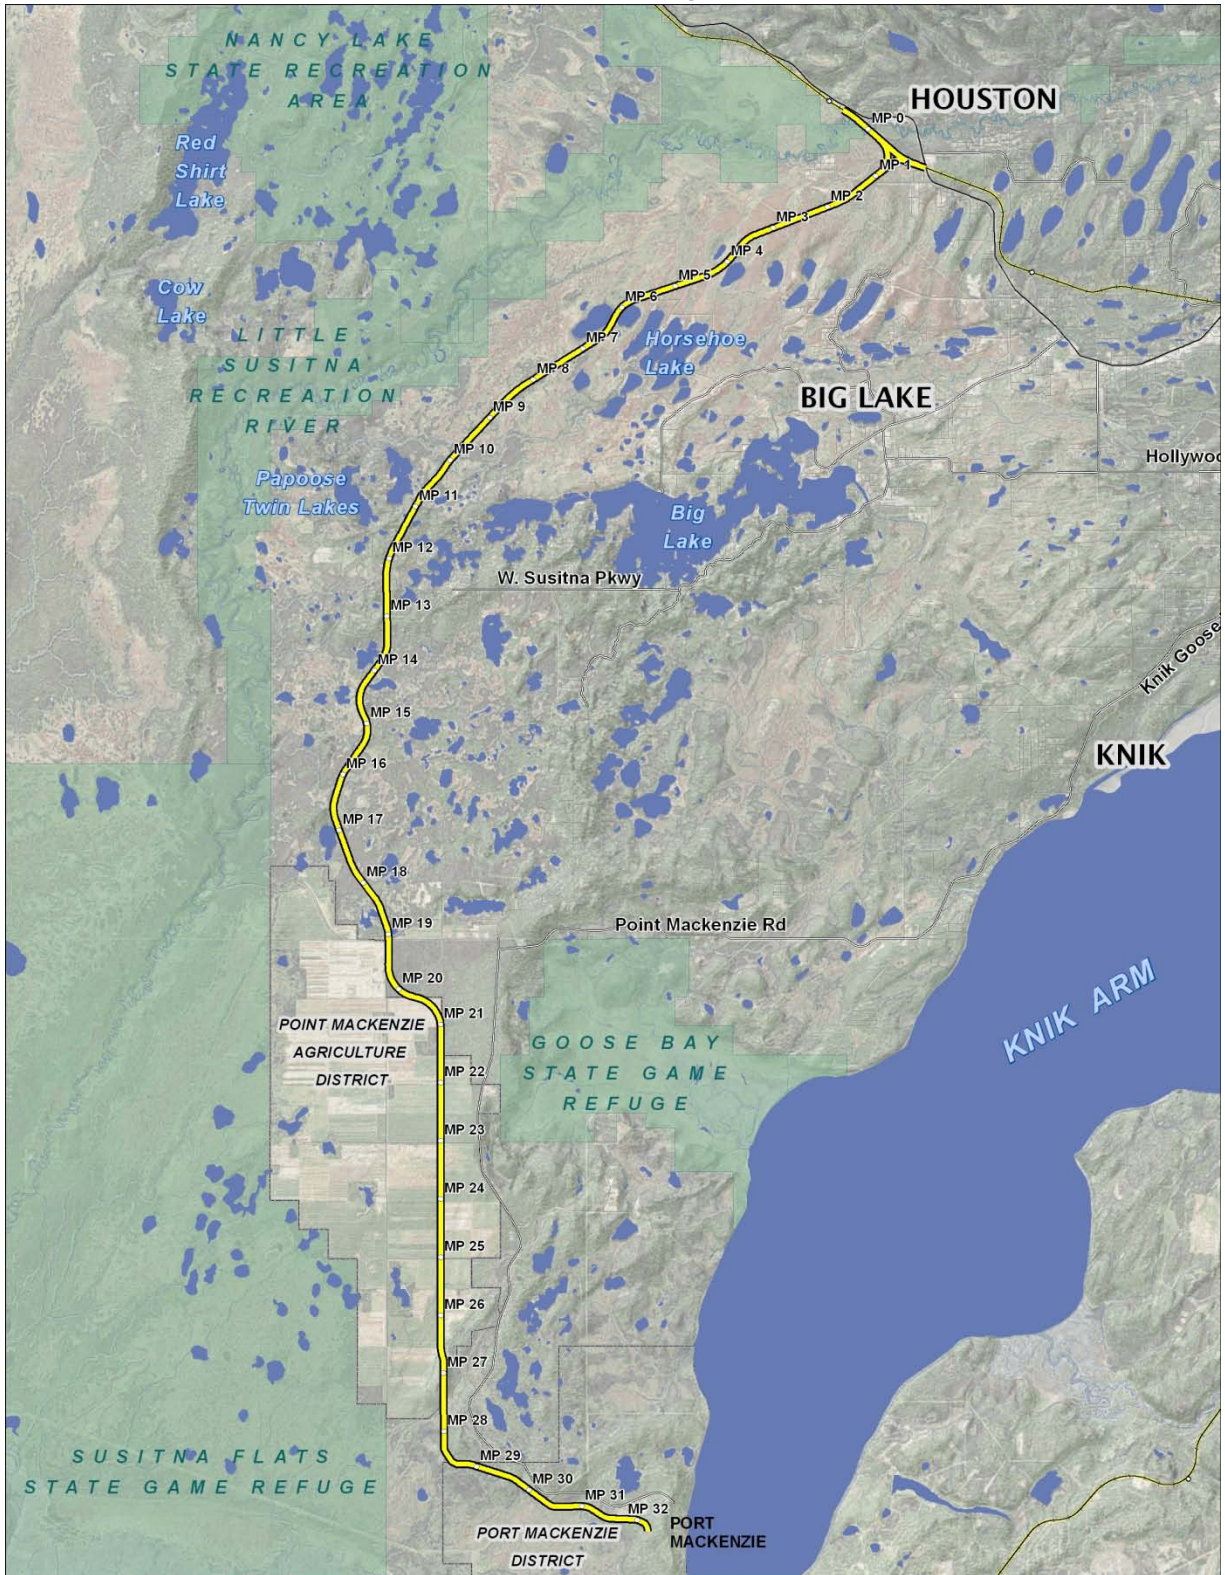 NANCY LAKE
STATE RECREATION
AREA
HOUSTON
MP 0
Red
Shirt
Lake
MP 1
MP 2
MP 3
MP 4
MP 5
Cow
Lake
MP 6
LITTLE
SUSITNA
RECREATION
RIVER
MP 7
Horsehoe
Lake
MP 8
BIG LAKE
MP 9
MP 10
Hollywoo
Papoose
Twin Lakes
MP 11
Big
Lake
MP 12
W. Susitna Pkwy
MP 13
Knik Goose
MP 14
MP 15
KNIK
MP 16
MP 17
MP 18
MP 19
Point Mackenzie Rd
MP 20
KNIK ARM
MP 21
POINT MACKENZIE
AGRICULTURE
DISTRICT
GOOSE BAY
STATE GAME
REFUGE
MP 22
MP 23
MP 24
MP 25
MP 26
MP 27
MP 28
SUSITNA FLATS
STATE GAME REFUGE
MP 29
MP 30
MP 31
MP 32
PORT
MACKENZIE
PORT MACKENZIE
DISTRICT